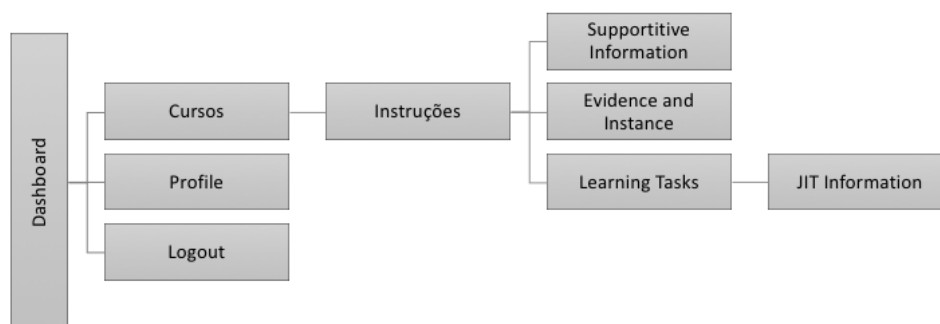 Dashboard
Cursos
Profile
Logout
Instruções
Supportitive
Information
Evidence and
Instance
Learning Tasks
JIT Information